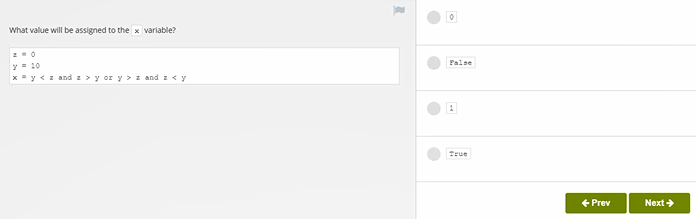 What value will be assigned to the x variable?
z = 0
y = 10
x = y < z and z > y or y > z and z < y
0
False
1
True
← Prev
Next →